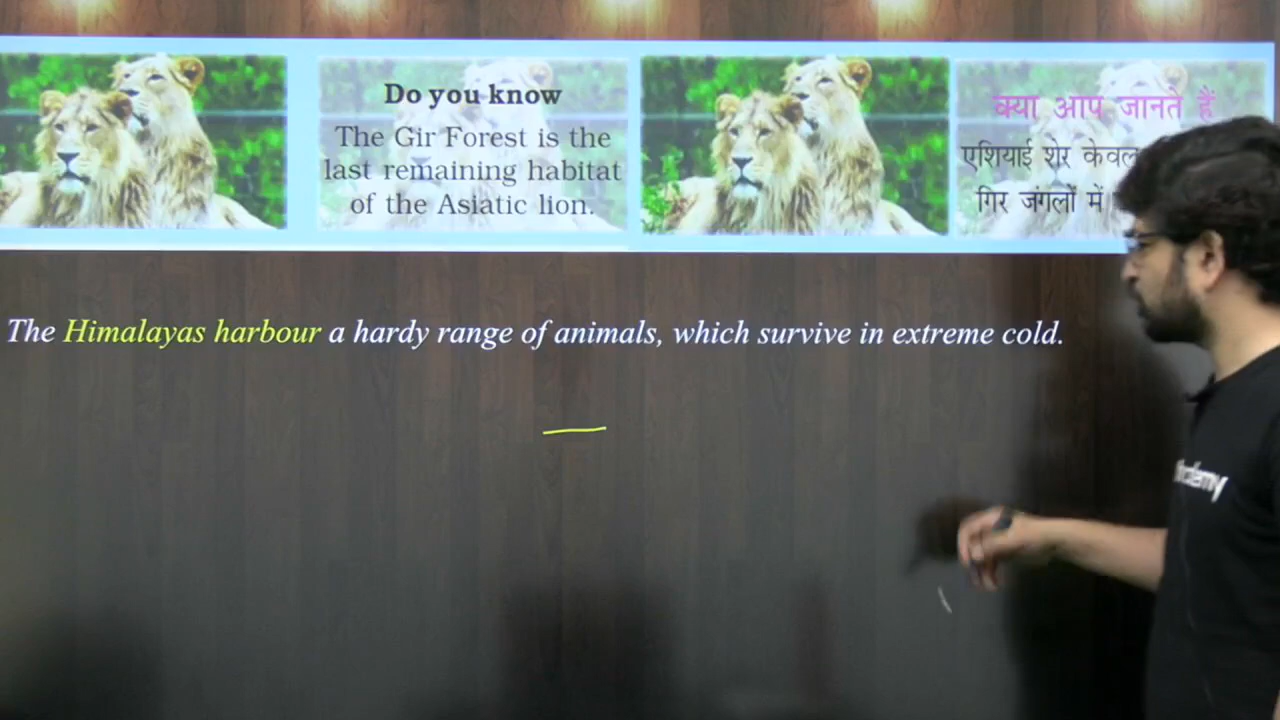 Do you know
The Gir Forest is the
last remaining habitat
of the Asiatic lion.
क्या आप जानते हैं
एशियाई शेर केवल
गिर जंगलों में
The Himalayas harbour a hardy range of animals, which survive in extreme cold.